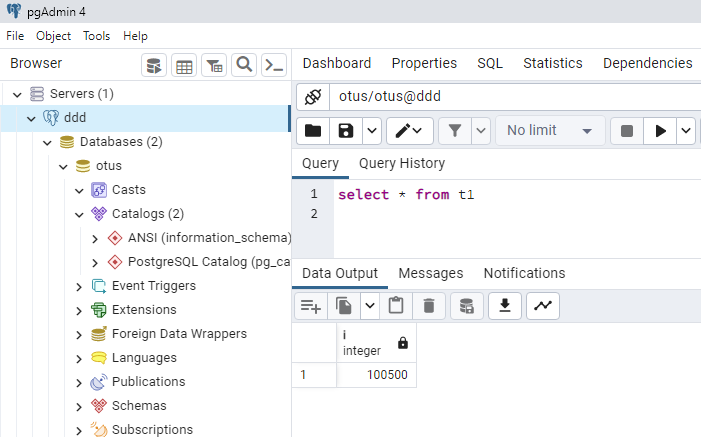 pgAdmin 4
File Object Tools Help
Browser
Servers (1)
ddd
Databases (2)
otus
Casts
Catalogs (2)
ANSI (information_schema)
PostgreSQL Catalog (pg_ca
Event Triggers
Extensions
Foreign Data Wrappers
Languages
Publications
Schemas
Subscriptions
Dashboard Properties SQL Statistics Dependencies
otus/otus@ddd
No limit
Query Query History
1 select * from t1
2
Data Output Messages Notifications
i
integer
1 100500